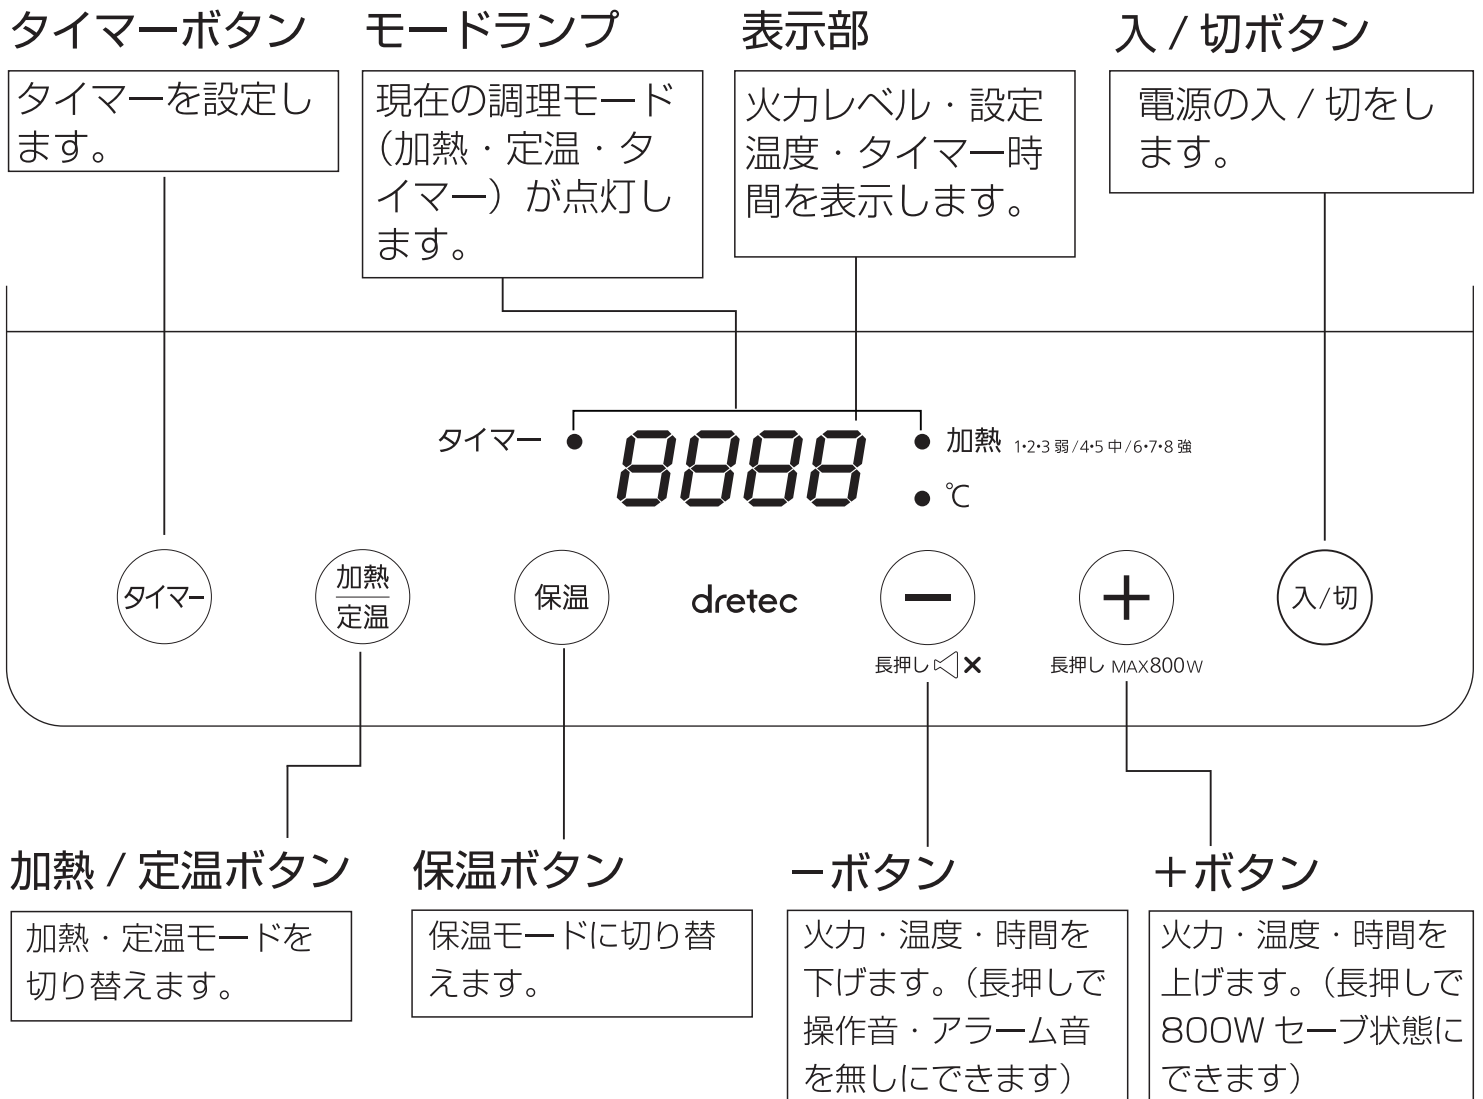 タイマーボタン
タイマーを設定し
ます。
モードランプ
現在の調理モード
（加熱・定温・タ
イマー）が点灯し
ます。
表示部
火力レベル・設定
温度・タイマー時
間を表示します。
入 / 切ボタン
電源の入 / 切をし
ます。
タイマー
8888
加熱 1・2・3 弱 /4・5 中 /6・7・8 強
℃
タイマー
加熱
定温
保温
dretec
－
長押し
＋
長押し MAX800W
入/切
加熱 / 定温ボタン
加熱・定温モードを
切り替えます。
保温ボタン
保温モードに切り替
えます。
－ボタン
火力・温度・時間を
下げます。（長押しで
操作音・アラーム音
を無しにできます）
＋ボタン
火力・温度・時間を
上げます。（長押しで
800W セーブ状態に
できます）